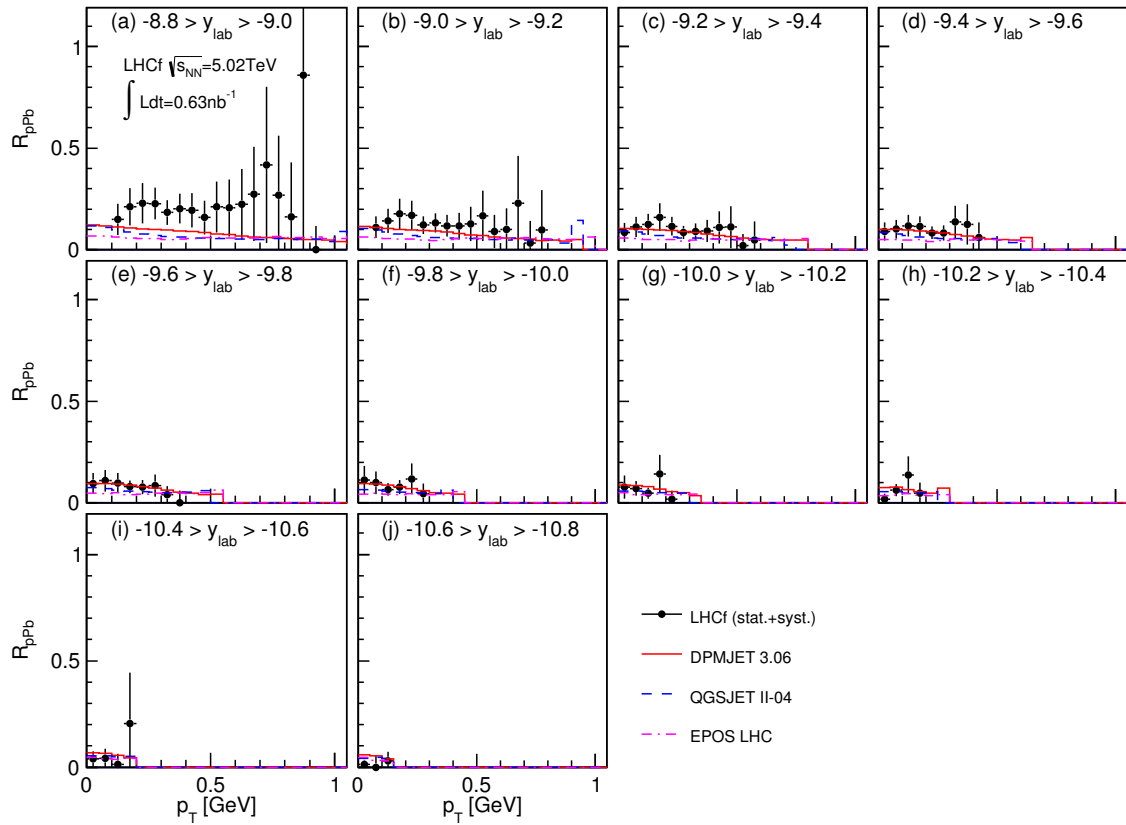 (a) -8.8 > y_lab > -9.0
(b) -9.0 > y_lab > -9.2
(c) -9.2 > y_lab > -9.4
(d) -9.4 > y_lab > -9.6
LHCf √s_NN=5.02TeV
∫ Ldt=0.63nb⁻¹
R_pPb
1
0.5
0
(e) -9.6 > y_lab > -9.8
(f) -9.8 > y_lab > -10.0
(g) -10.0 > y_lab > -10.2
(h) -10.2 > y_lab > -10.4
R_pPb
1
0.5
0
(i) -10.4 > y_lab > -10.6
(j) -10.6 > y_lab > -10.8
R_pPb
1
0.5
0
0 0.5 1
p_T [GeV]
0 0.5 1
p_T [GeV]
LHCf (stat.+syst.)
DPMJET 3.06
QGSJET II-04
EPOS LHC